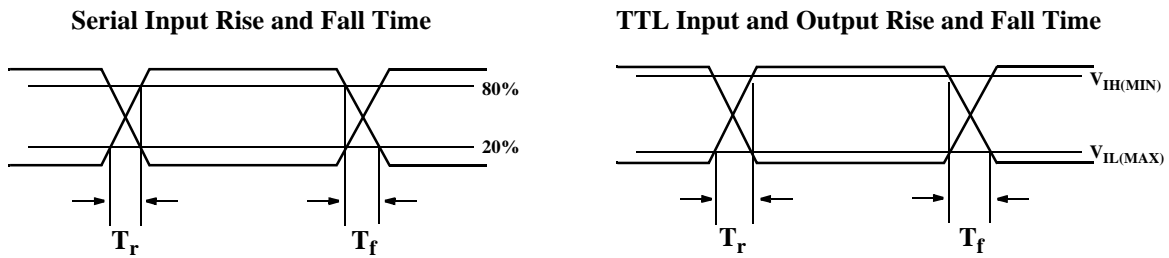 Serial Input Rise and Fall Time
80%
20%
Tr
Tf
TTL Input and Output Rise and Fall Time
VIH(MIN)
VIL(MAX)
Tr
Tf